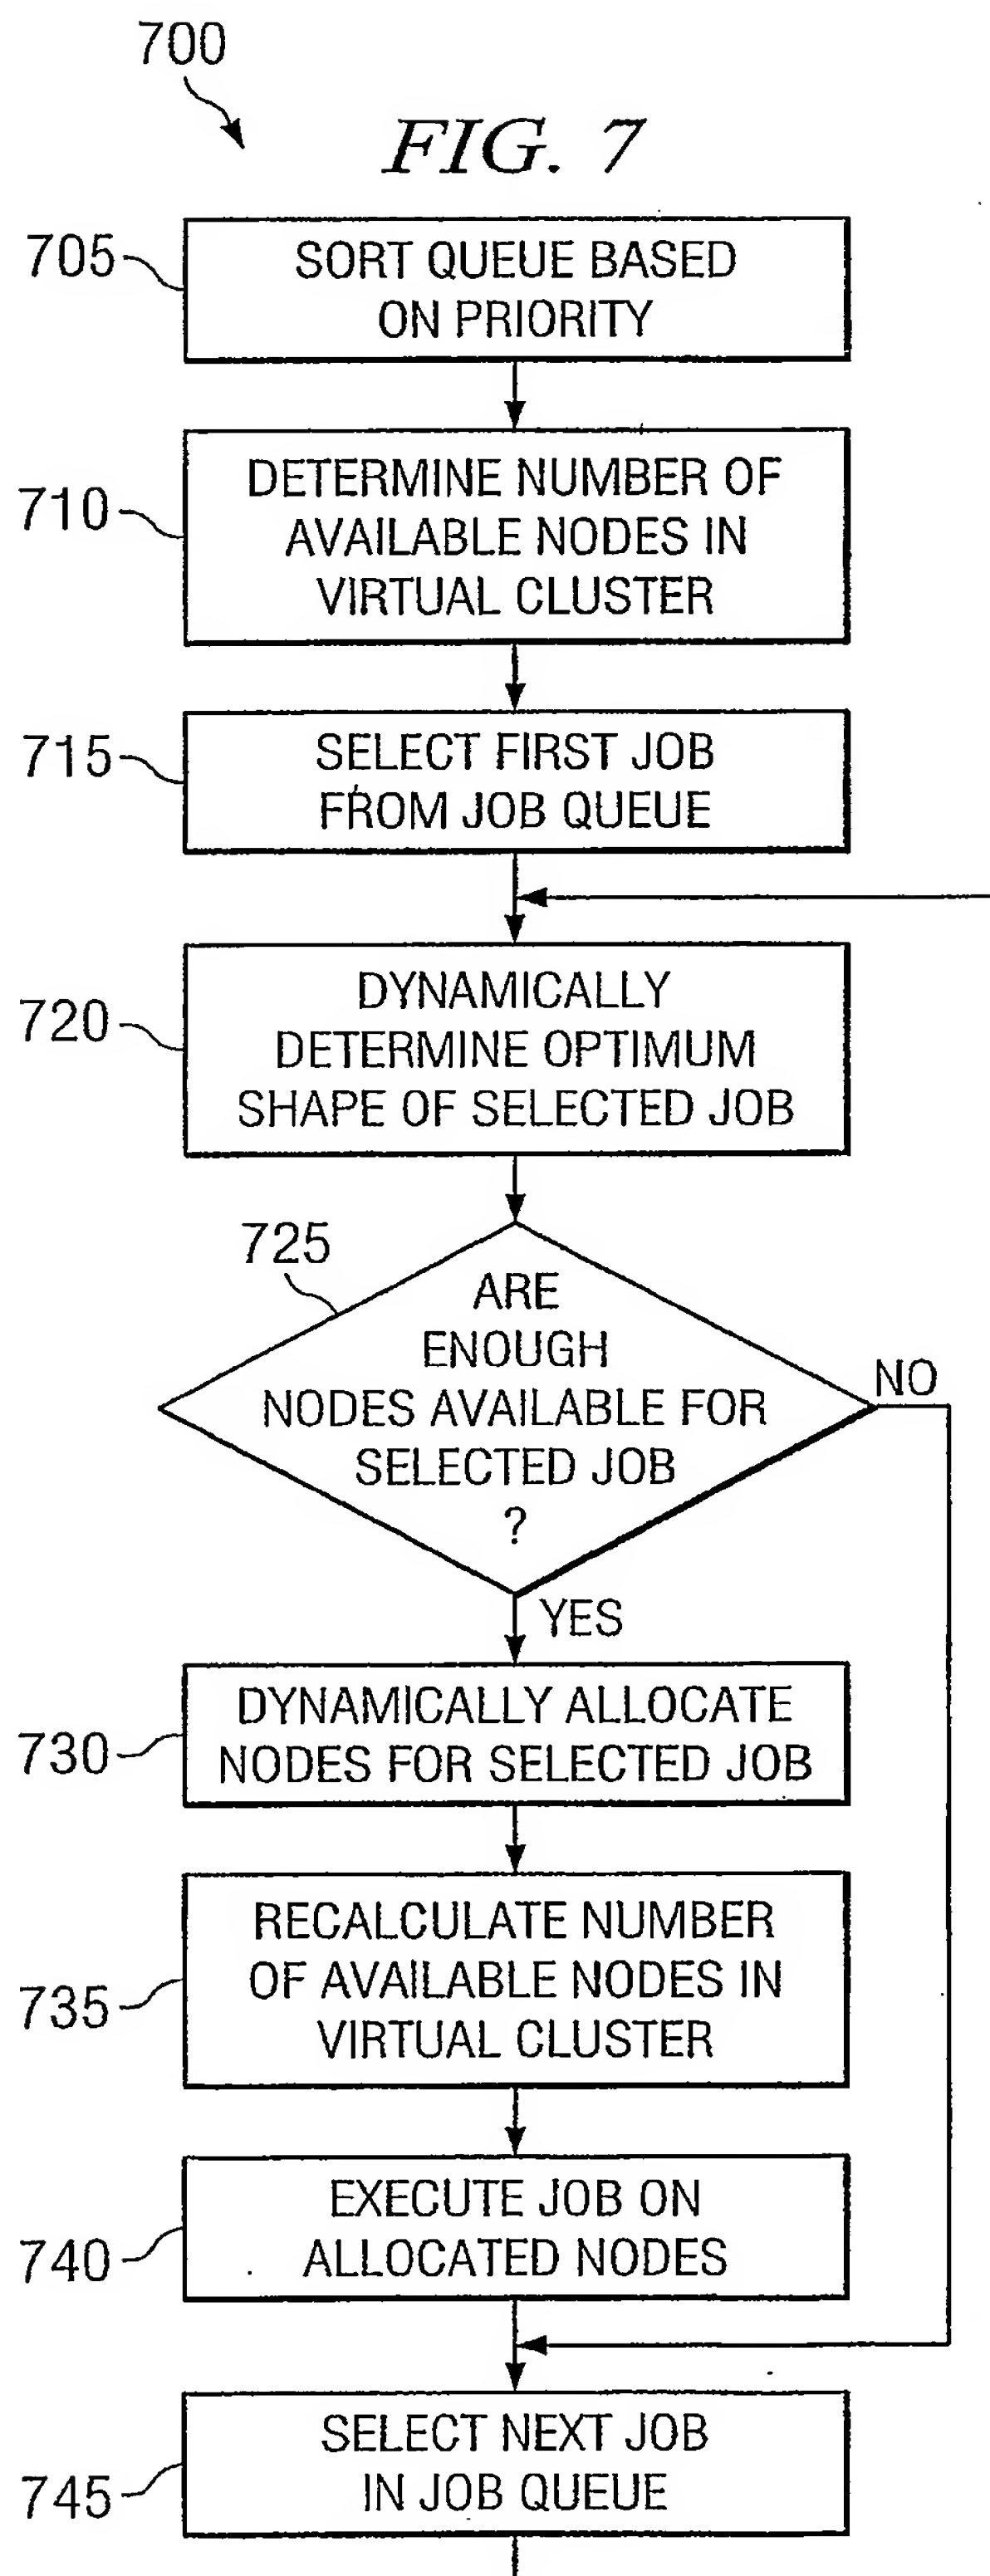 700
FIG. 7
705
SORT QUEUE BASED
ON PRIORITY
710
DETERMINE NUMBER OF
AVAILABLE NODES IN
VIRTUAL CLUSTER
715
SELECT FIRST JOB
FROM JOB QUEUE
720
DYNAMICALLY
DETERMINE OPTIMUM
SHAPE OF SELECTED JOB
725
ARE
ENOUGH
NODES AVAILABLE FOR
SELECTED JOB
?
NO
YES
730
DYNAMICALLY ALLOCATE
NODES FOR SELECTED JOB
735
RECALCULATE NUMBER
OF AVAILABLE NODES IN
VIRTUAL CLUSTER
740
EXECUTE JOB ON
ALLOCATED NODES
745
SELECT NEXT JOB
IN JOB QUEUE